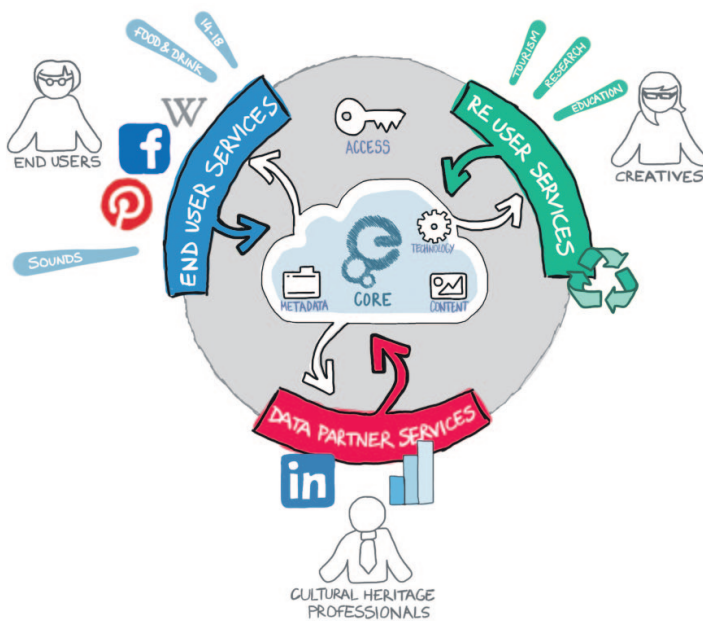 14-18
FOOD & DRINK
TOURISM
RESEARCH
EDUCATION
END USERS
W
f
END USER SERVICES
ACCESS
RE USER SERVICES
CREATIVES
SOUNDS
TECHNOLOGY
METADATA
CORE
CONTENT
DATA PARTNER SERVICES
in
CULTURAL HERITAGE
PROFESSIONALS